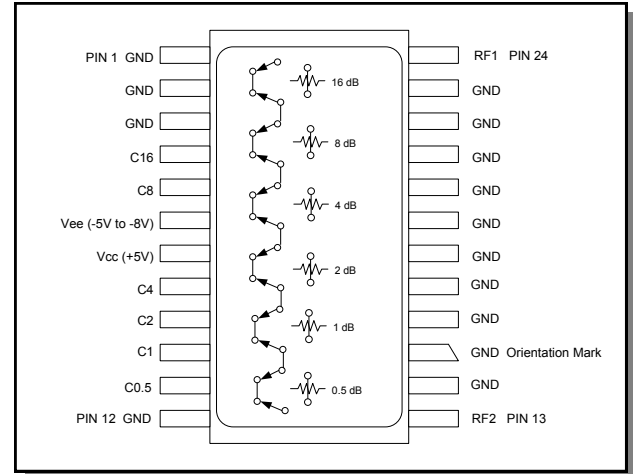 PIN 1 GND
GND
GND
C16
C8
Vee (-5V to -8V)
Vcc (+5V)
C4
C2
C1
C0.5
PIN 12 GND
16 dB
8 dB
4 dB
2 dB
1 dB
0.5 dB
RF1 PIN 24
GND
GND
GND
GND
GND
GND
GND
GND
GND Orientation Mark
GND
RF2 PIN 13